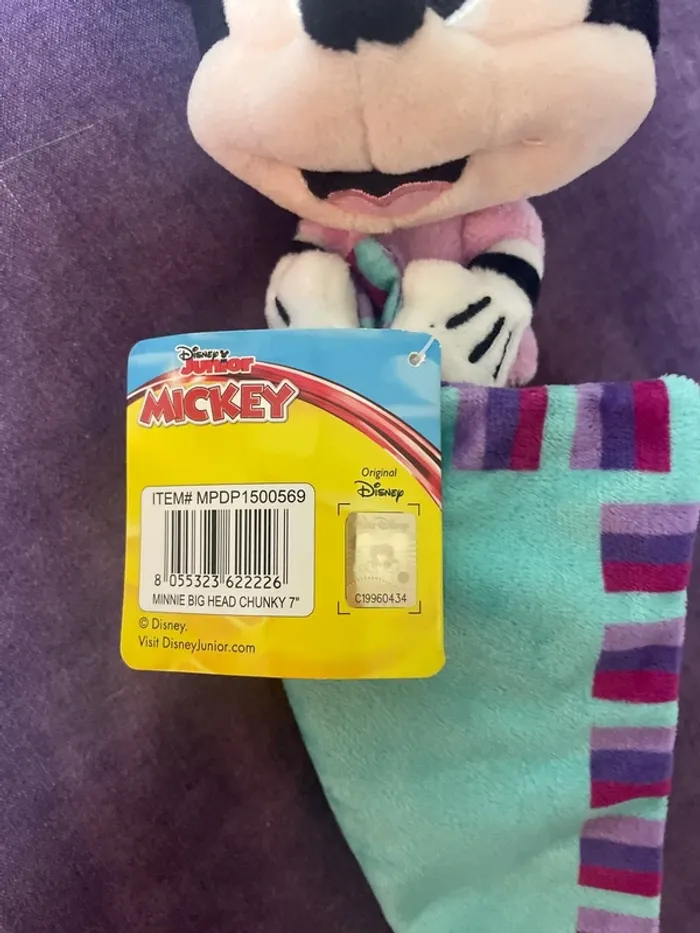 Disney
Junior
MICKEY
Original
Disney
ITEM# MPDP1500569
8 055323 622226
MINNIE BIG HEAD CHUNKY 7"
C19960434
© Disney.
Visit DisneyJunior.com